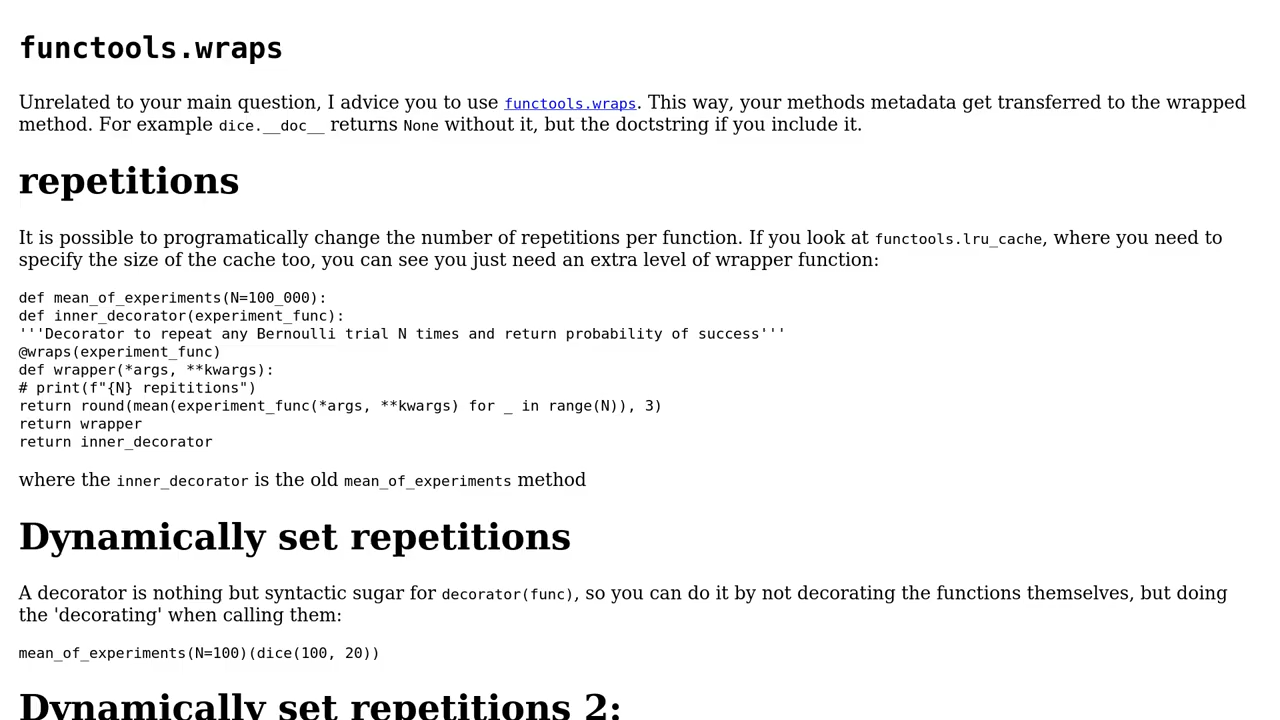 functools.wraps
Unrelated to your main question, I advice you to use functools.wraps. This way, your methods metadata get transferred to the wrapped
method. For example dice.__doc__ returns None without it, but the doctstring if you include it.
repetitions
It is possible to programatically change the number of repetitions per function. If you look at functools.lru_cache, where you need to
specify the size of the cache too, you can see you just need an extra level of wrapper function:
def mean_of_experiments(N=100_000):
def inner_decorator(experiment_func):
'''Decorator to repeat any Bernoulli trial N times and return probability of success'''
@wraps(experiment_func)
def wrapper(*args, **kwargs):
# print(f"{N} repititions")
return round(mean(experiment_func(*args, **kwargs) for _ in range(N)), 3)
return wrapper
return inner_decorator
where the inner_decorator is the old mean_of_experiments method
Dynamically set repetitions
A decorator is nothing but syntactic sugar for decorator(func), so you can do it by not decorating the functions themselves, but doing
the 'decorating' when calling them:
mean_of_experiments(N=100)(dice(100, 20))
Dynamically set repetitions 2: